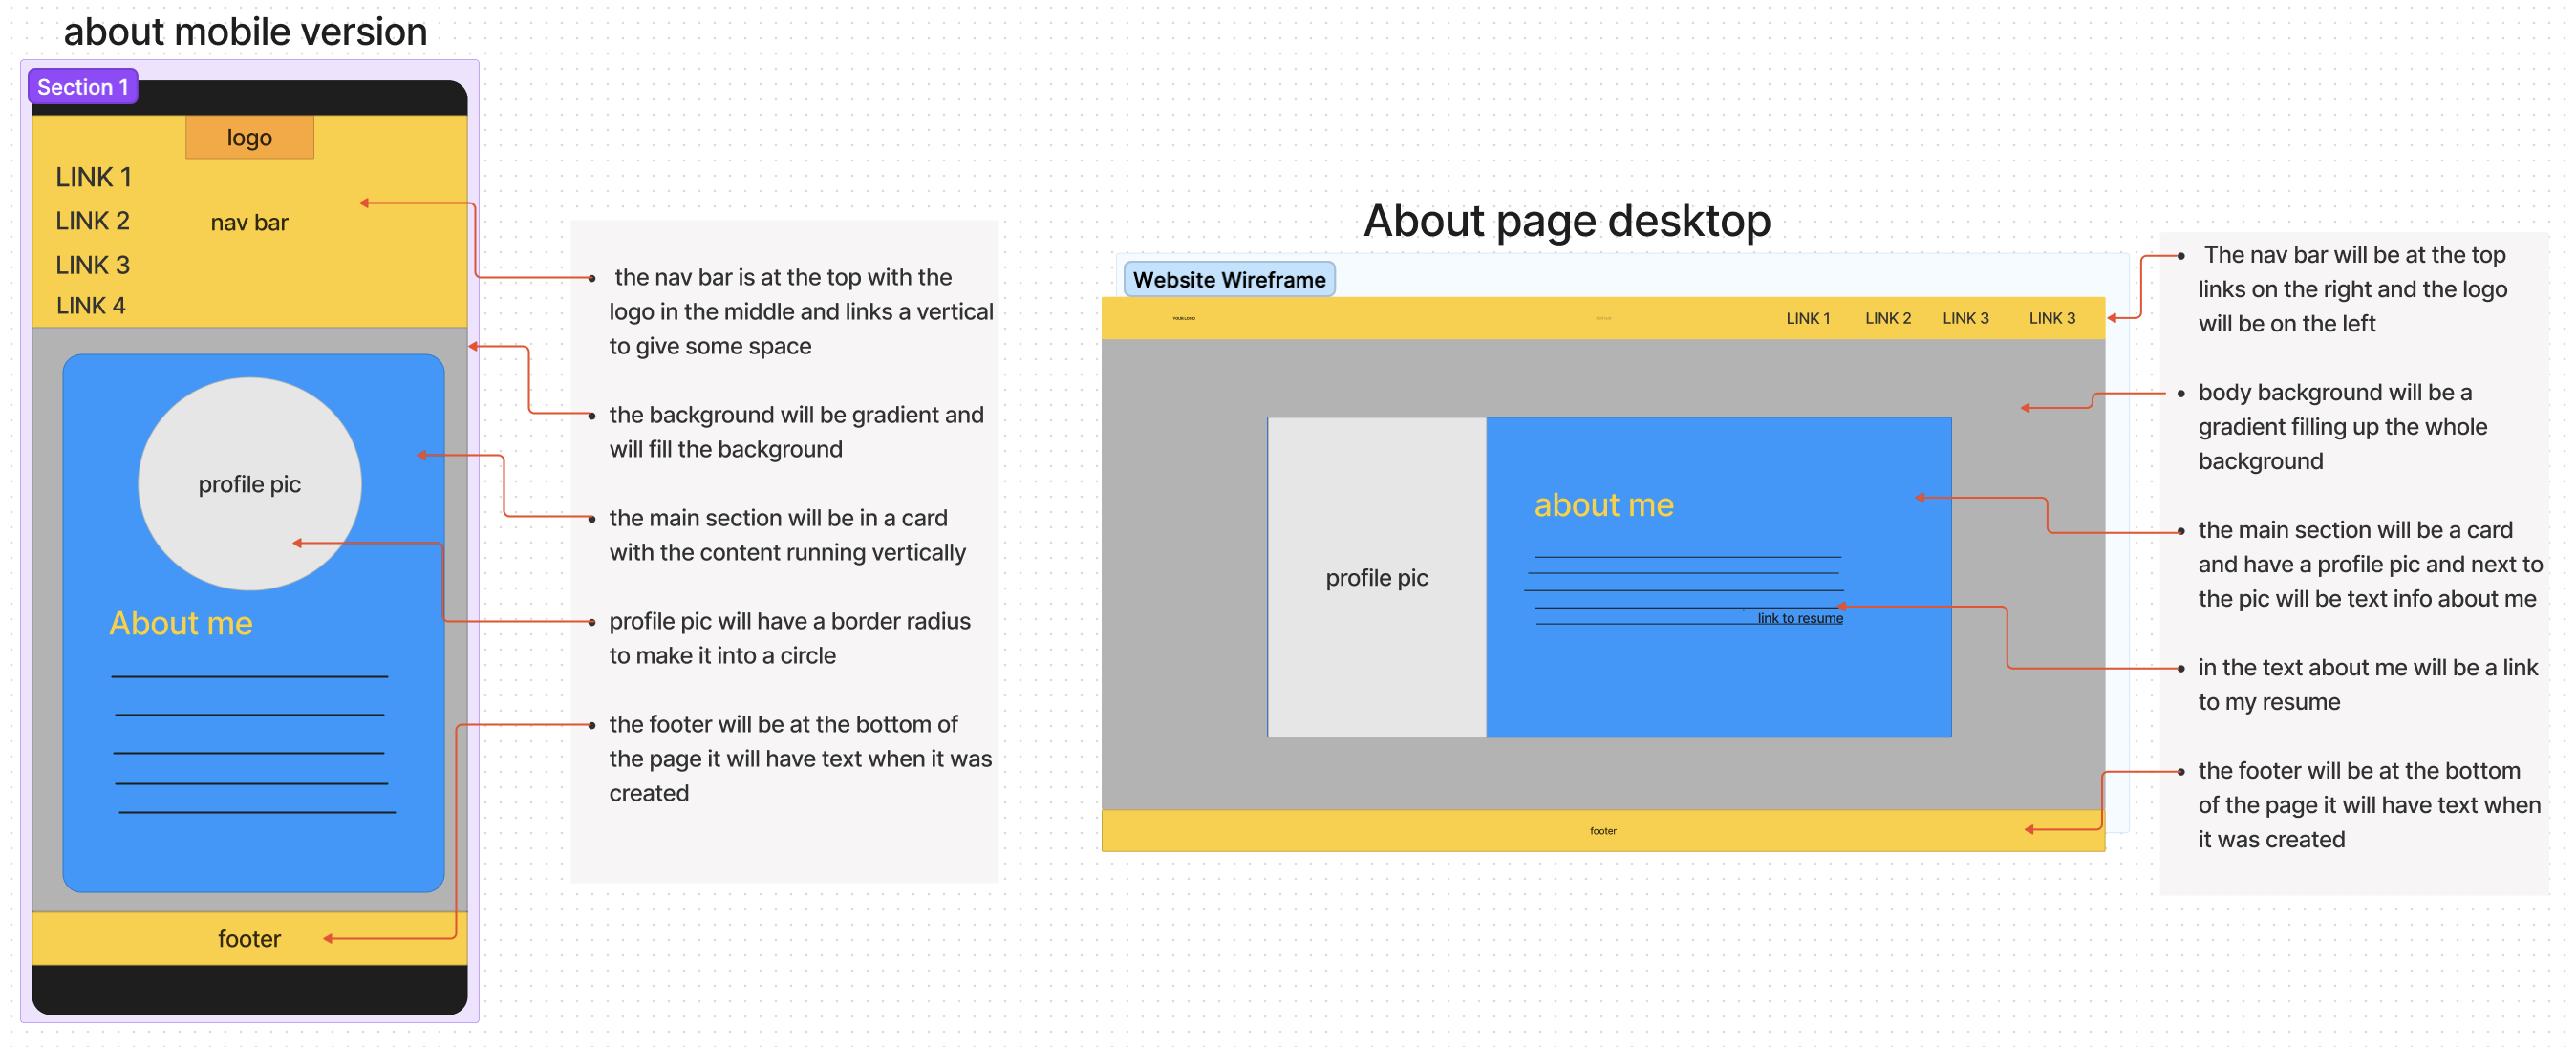 about mobile version
Section 1
logo
LINK 1
LINK 2
nav bar
LINK 3
LINK 4
profile pic
About me
footer
the nav bar is at the top with the
logo in the middle and links a vertical
to give some space
the background will be gradient and
will fill the background
the main section will be in a card
with the content running vertically
profile pic will have a border radius
to make it into a circle
the footer will be at the bottom of
the page it will have text when it was
created
About page desktop
Website Wireframe
YOUR LOGO
LINK 1
LINK 2
LINK 3
LINK 3
profile pic
about me
link to resume
footer
The nav bar will be at the top
links on the right and the logo
will be on the left
body background will be a
gradient filling up the whole
background
the main section will be a card
and have a profile pic and next to
the pic will be text info about me
in the text about me will be a link
to my resume
the footer will be at the bottom
of the page it will have text when
it was created